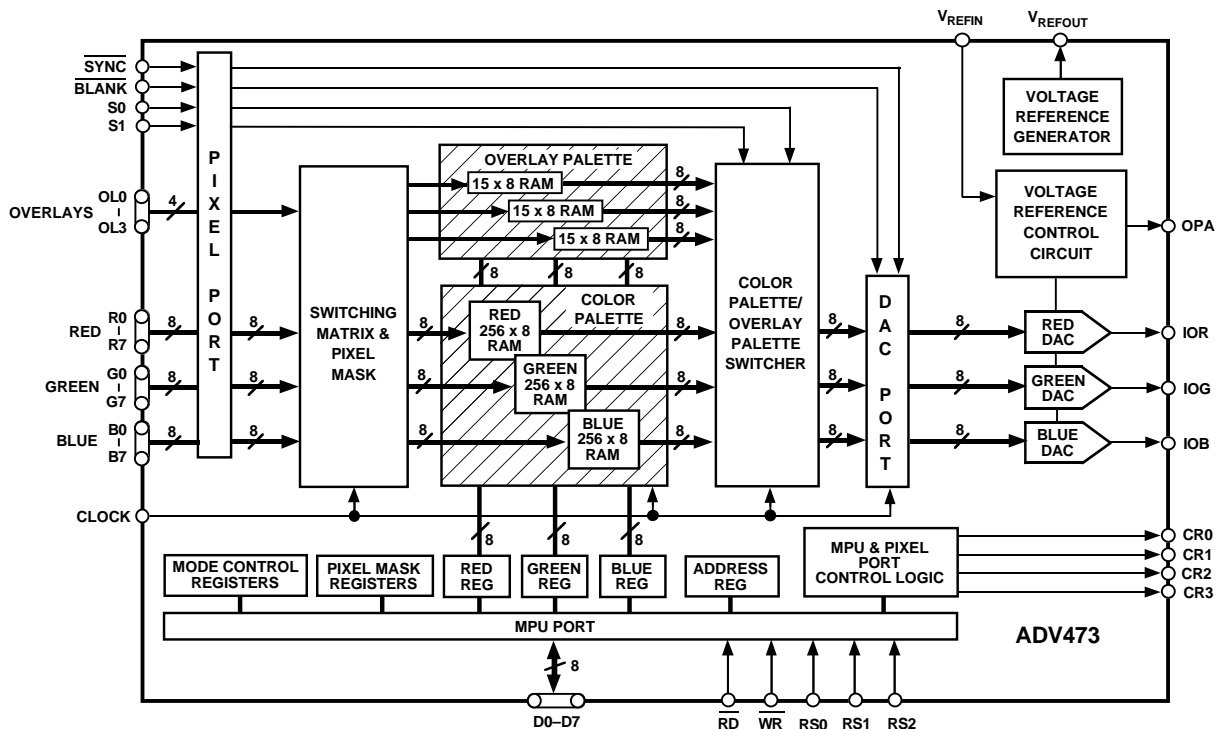 VREFIN
VREFOUT
SYNC
BLANK
S0
S1
OL0
OVERLAYS
OL3
R0
RED
R7
G0
GREEN
G7
B0
BLUE
B7
CLOCK
PIXEL PORT
4
8
8
8
8
8
8
SWITCHING
MATRIX &
PIXEL
MASK
OVERLAY PALETTE
15 x 8 RAM
15 x 8 RAM
15 x 8 RAM
8
8
8
8
8
8
COLOR
PALETTE
8
RED
256 x 8
RAM
8
8
GREEN
256 x 8
RAM
8
8
BLUE
256 x 8
RAM
8
COLOR
PALETTE/
OVERLAY
PALETTE
SWITCHER
8
8
8
DAC PORT
8
8
8
VOLTAGE
REFERENCE
GENERATOR
VOLTAGE
REFERENCE
CONTROL
CIRCUIT
OPA
RED
DAC
IOR
GREEN
DAC
IOG
BLUE
DAC
IOB
8
8
8
MODE CONTROL
REGISTERS
PIXEL MASK
REGISTERS
RED
REG
GREEN
REG
BLUE
REG
ADDRESS
REG
MPU & PIXEL
PORT
CONTROL LOGIC
CR0
CR1
CR2
CR3
MPU PORT
ADV473
8
D0–D7
RD
WR
RS0
RS1
RS2